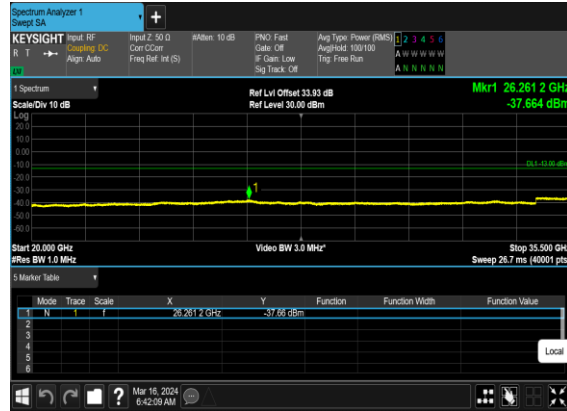 Spectrum Analyzer 1
Swept SA
+
KEYSIGHT Input: RF Input Z: 50 Ω #Atten: 10 dB PNO: Fast Avg Type: Power (RMS) 1 2 3 4 5 6
R T Coupling: DC Corr CCorr Gate: Off Avg|Hold: 100/100 A W W W W W
Align: Auto Freq Ref: Int (S) IF Gain: Low Trig: Free Run
Sig Track: Off A N N N N N
1 Spectrum Ref Lvl Offset 33.93 dB Mkr1 26.261 2 GHz
Scale/Div 10 dB Ref Level 30.00 dBm -37.664 dBm
Log
20.0
10.0
0.00
-10.0 DL1 -13.00 dBm
-20.0
-30.0 1
-40.0
-50.0
-60.0
Start 20.000 GHz Video BW 3.0 MHz* Stop 35.500 GHz
#Res BW 1.0 MHz Sweep 26.7 ms (40001 pts)
5 Marker Table
Mode Trace Scale X Y Function Function Width Function Value
1 N 1 f 26.261 2 GHz -37.66 dBm
2
3
4
5
6
Local
? Mar 16, 2024
6:42:09 AM